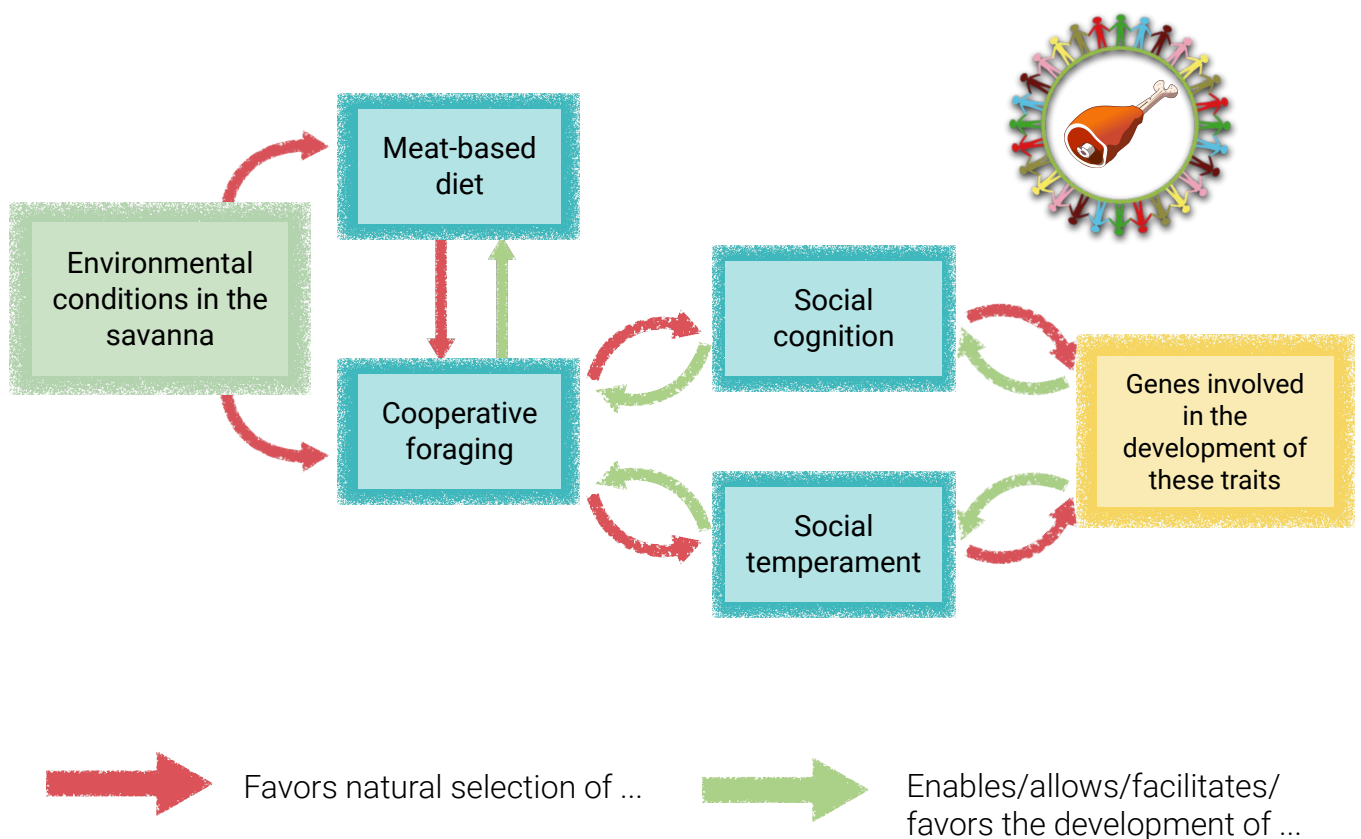 Meat-based
diet
Environmental
conditions in the
savanna
Social
cognition
Cooperative
foraging
Genes involved
in the
development of
these traits
Social
temperament
Favors natural selection of ...
Enables/allows/facilitates/
favors the development of ...